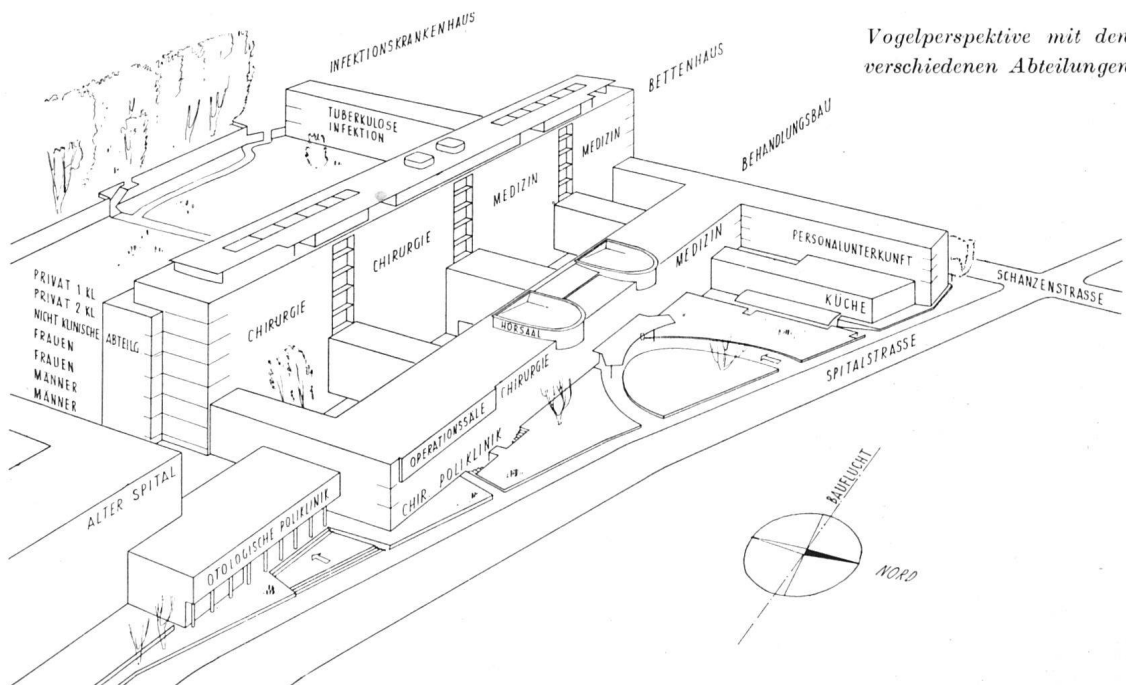 Vogelperspektive mit den
verschiedenen Abteilungen
INFEKTIONSKRANKENHAUS
BETTENHAUS
BEHANDLUNGSBAU
TUBERKULOSE
INFEKTION
MEDIZIN
MEDIZIN
CHIRURGIE
CHIRURGIE
MEDIZIN
PERSONALUNTERKUNFT
KÜCHE
SCHANZENSTRASSE
SPITALSTRASSE
PRIVAT 1 KL
PRIVAT 2 KL
NICHT KLINISCHE ABTEILG
FRAUEN
FRAUEN
MÄNNER
MÄNNER
HÖRSAAL
CHIRURGIE
OPERATIONSSÄLE
CHIR POLIKLINIK
ALTER SPITAL
OTOLOGISCHE POLIKLINIK
BAUFLUCHT
NORD